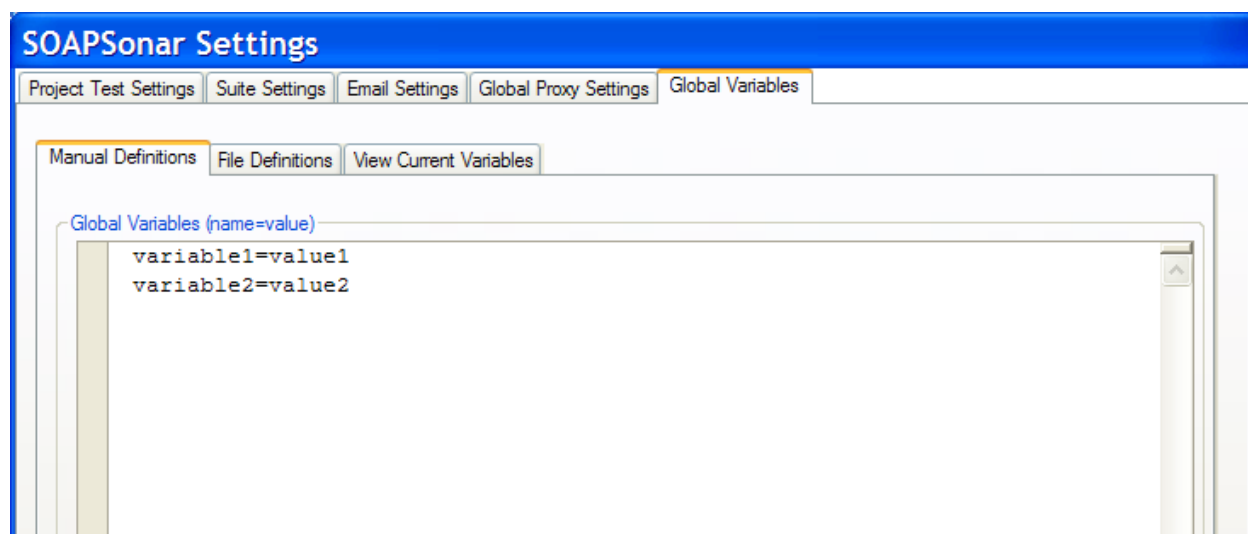 SOAPSonar Settings
Project Test Settings Suite Settings Email Settings Global Proxy Settings Global Variables
Manual Definitions File Definitions View Current Variables
Global Variables (name=value)
variable1=value1
variable2=value2